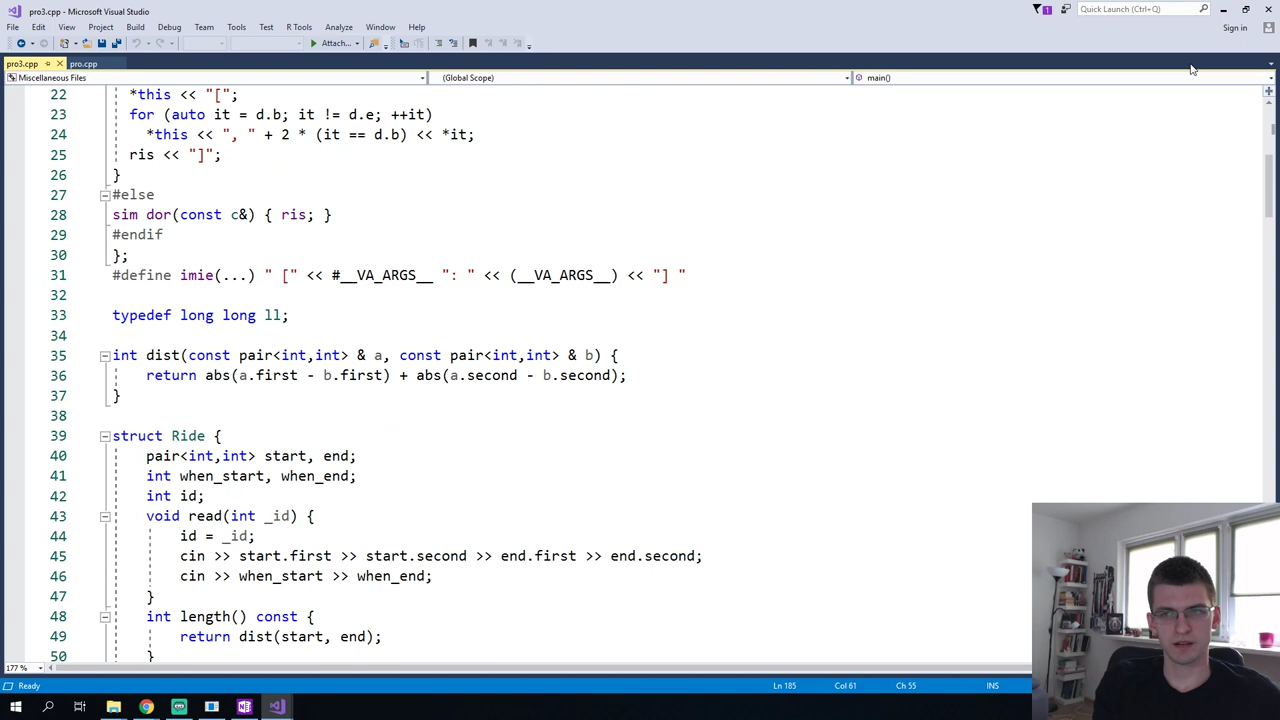 pro3.cpp - Microsoft Visual Studio
Quick Launch (Ctrl+Q)
1
File Edit View Project Build Debug Team Tools Test R Tools Analyze Window Help
Sign in
Attach...
pro3.cpp pro.cpp
Miscellaneous Files (Global Scope) main()
22 *this << "[";
23 for (auto it = d.b; it != d.e; ++it)
24 *this << ", " + 2 * (it == d.b) << *it;
25 ris << "]";
26 }
27 #else
28 sim dor(const c&) { ris; }
29 #endif
30 };
31 #define imie(...) " [" << #__VA_ARGS__ ": " << (__VA_ARGS__) << "] "
32
33 typedef long long ll;
34
35 int dist(const pair<int,int> & a, const pair<int,int> & b) {
36 return abs(a.first - b.first) + abs(a.second - b.second);
37 }
38
39 struct Ride {
40 pair<int,int> start, end;
41 int when_start, when_end;
42 int id;
43 void read(int _id) {
44 id = _id;
45 cin >> start.first >> start.second >> end.first >> end.second;
46 cin >> when_start >> when_end;
47 }
48 int length() const {
49 return dist(start, end);
50 }
177 %
Ready Ln 185 Col 61 Ch 55 INS